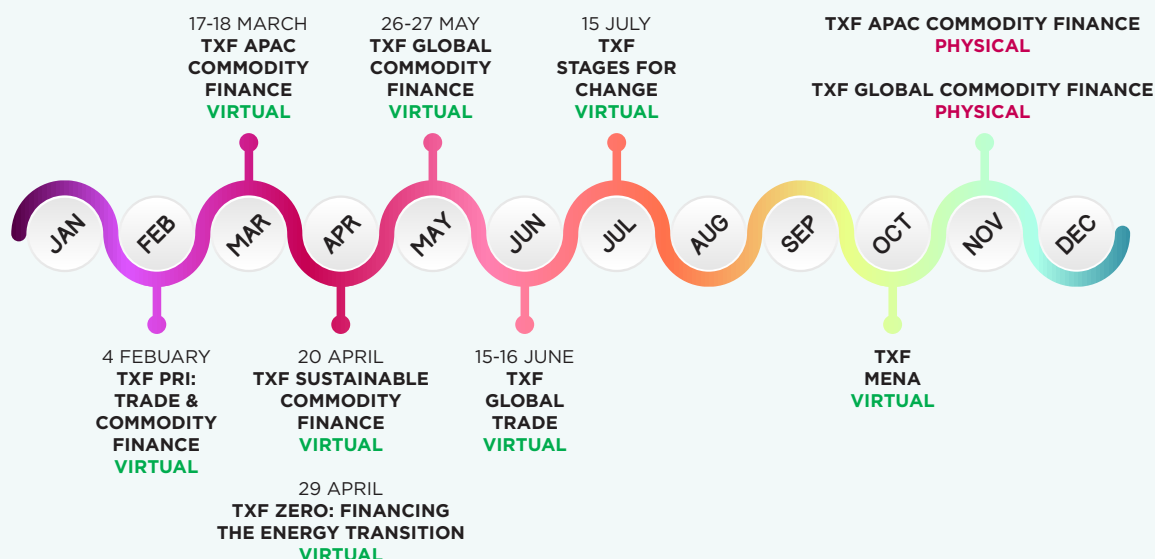 17-18 MARCH
TXF APAC
COMMODITY
FINANCE
VIRTUAL
26-27 MAY
TXF GLOBAL
COMMODITY
FINANCE
VIRTUAL
15 JULY
TXF
STAGES FOR
CHANGE
VIRTUAL
TXF APAC COMMODITY FINANCE
PHYSICAL
TXF GLOBAL COMMODITY FINANCE
PHYSICAL
JAN
FEB
MAR
APR
MAY
JUN
JUL
AUG
SEP
OCT
NOV
DEC
4 FEBUARY
TXF PRI:
TRADE &
COMMODITY
FINANCE
VIRTUAL
20 APRIL
TXF SUSTAINABLE
COMMODITY
FINANCE
VIRTUAL
29 APRIL
TXF ZERO: FINANCING
THE ENERGY TRANSITION
VIRTUAL
15-16 JUNE
TXF
GLOBAL
TRADE
VIRTUAL
TXF
MENA
VIRTUAL